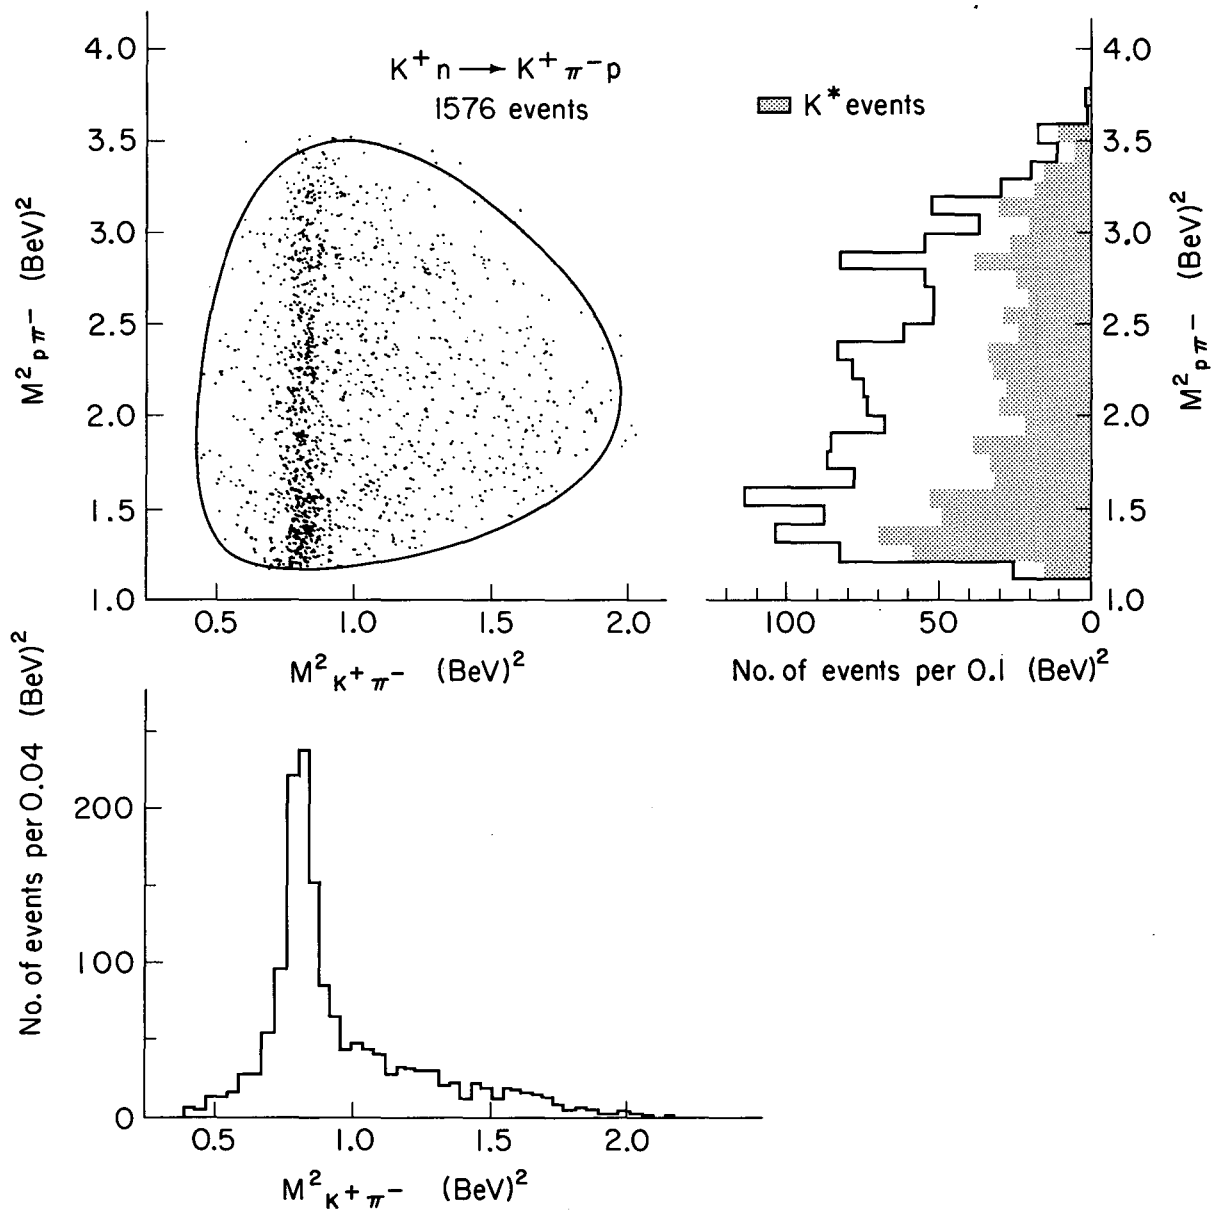 K⁺n → K⁺π⁻p
1576 events
M²pπ⁻ (BeV)²
4.0
3.5
3.0
2.5
2.0
1.5
1.0
0.5 1.0 1.5 2.0
M²K⁺π⁻ (BeV)²
K* events
4.0
3.5
3.0
2.5
2.0
1.5
1.0
M²pπ⁻ (BeV)²
100 50 0
No. of events per 0.1 (BeV)²
No. of events per 0.04 (BeV)²
200
100
0
0.5 1.0 1.5 2.0
M²K⁺π⁻ (BeV)²